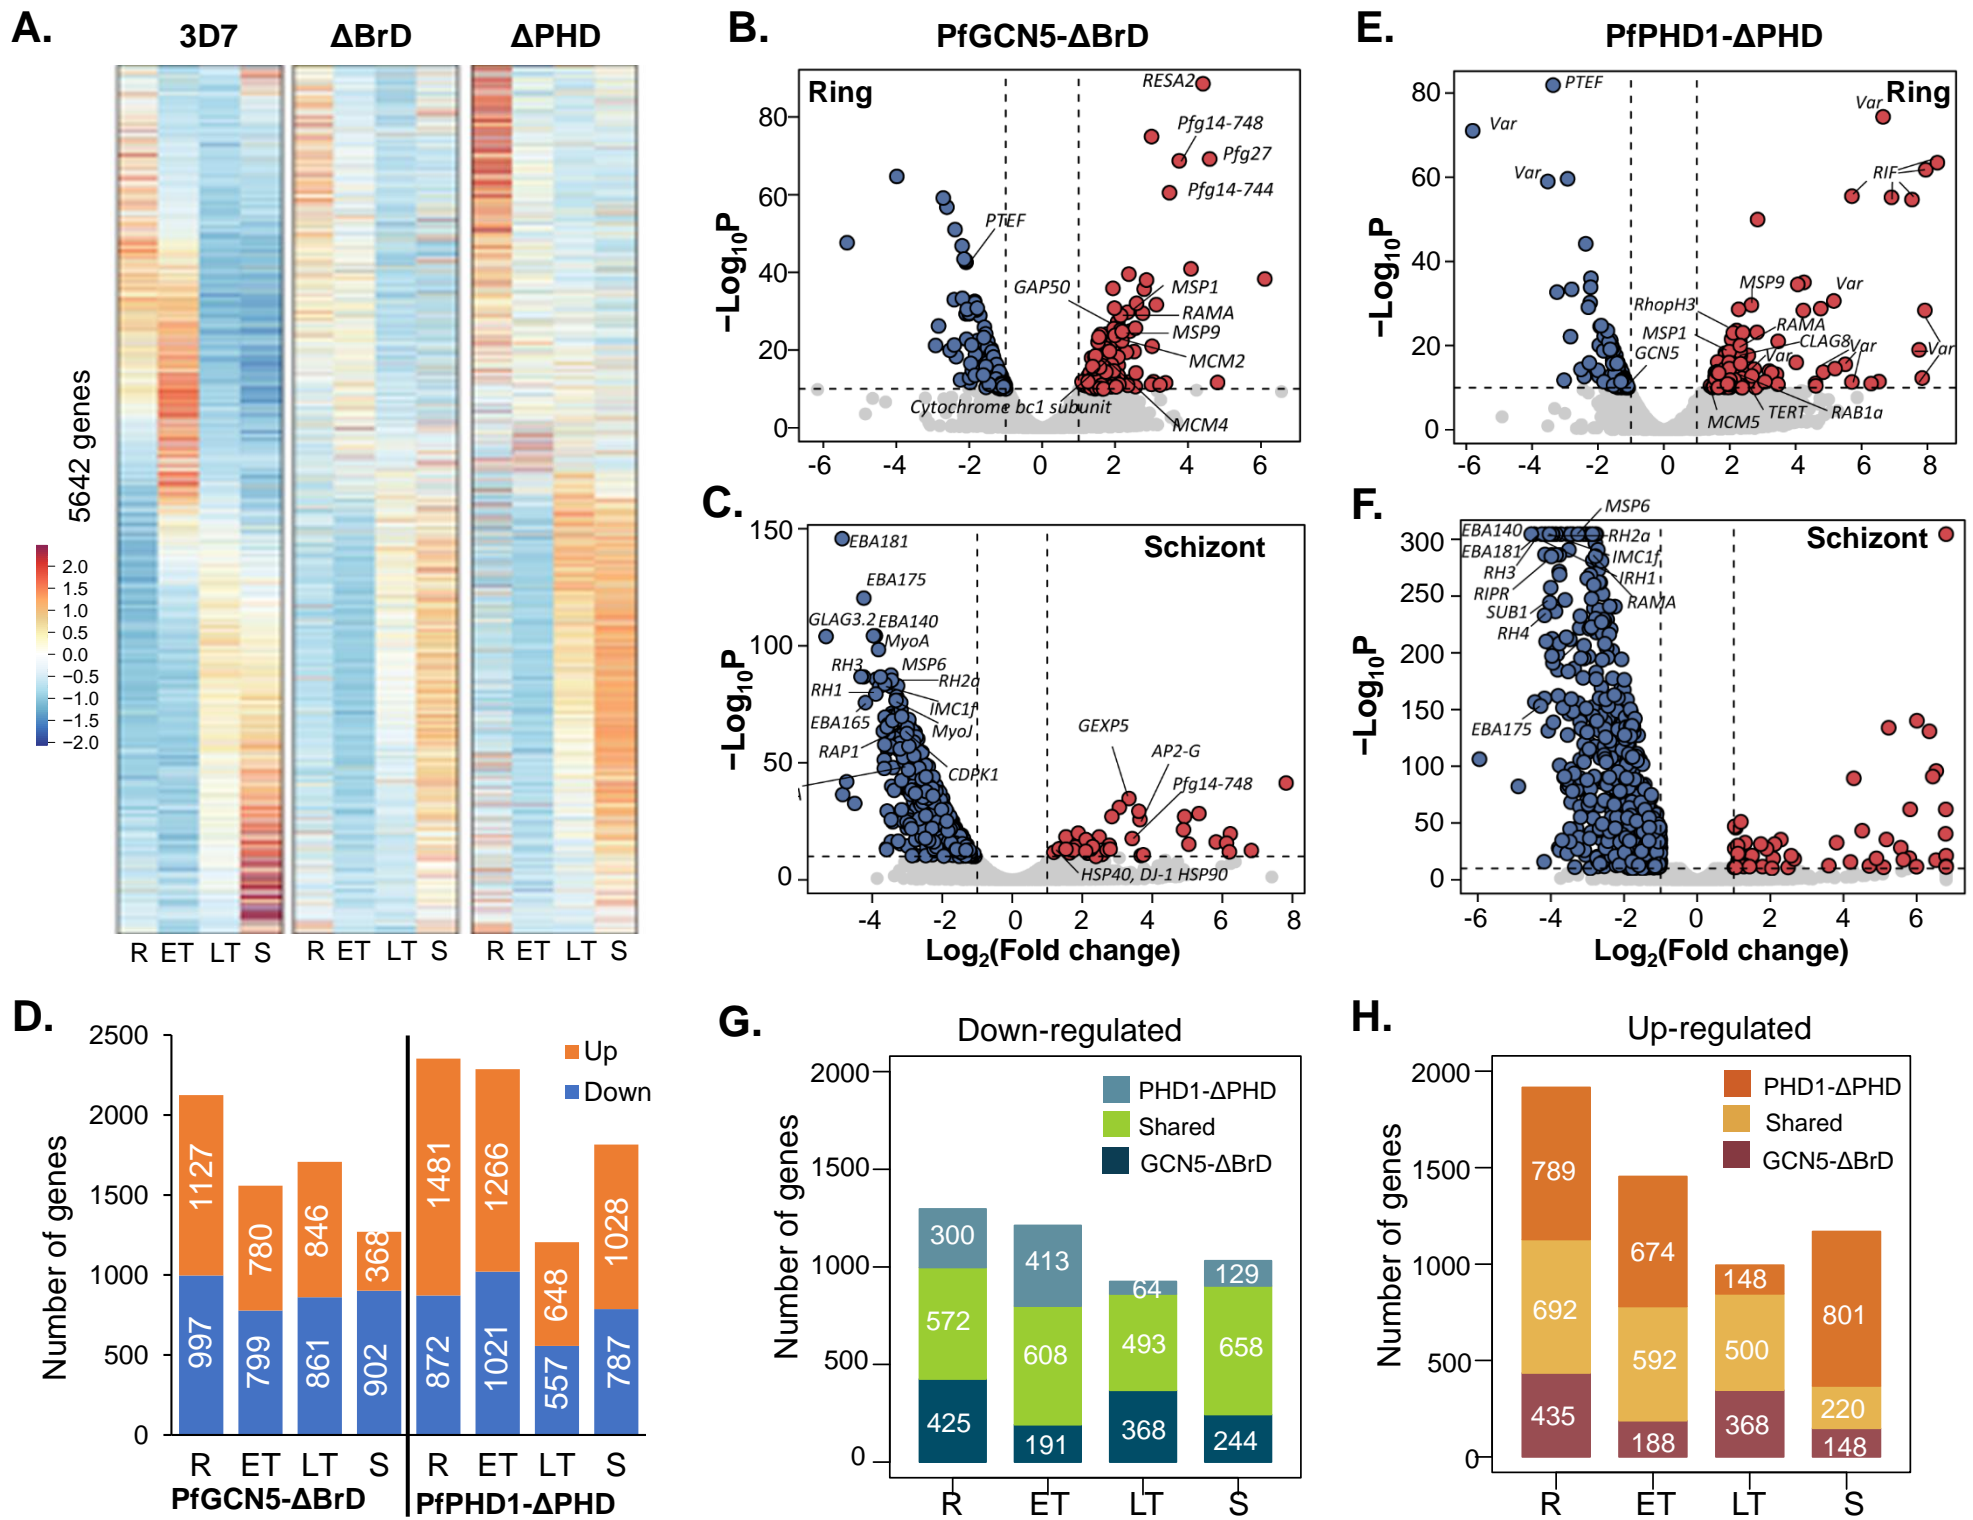 A.
3D7
ΔBrD
ΔPHD
5642 genes
2.0
1.5
1.0
0.5
0.0
−0.5
−1.0
−1.5
−2.0
R ET LT S
R ET LT S
R ET LT S
B.
PfGCN5-ΔBrD
Ring
−Log10P
80
60
40
20
0
-6 -4 -2 0 2 4 6
RESA2
Pfg14-748
Pfg27
Pfg14-744
PTEF
GAP50
MSP1
RAMA
MSP9
MCM2
Cytochrome bc1 subunit
MCM4
E.
PfPHD1-ΔPHD
Ring
−Log10P
80
60
40
20
0
-6 -4 -2 0 2 4 6 8
PTEF
Var
Var
Var
RIF
MSP9
Var
RhopH3
RAMA
MSP1
CLAG8
Var
GCN5
Var
Var
MCM5
TERT
RAB1a
C.
Schizont
−Log10P
150
100
50
0
-4 -2 0 2 4 6 8
Log2(Fold change)
EBA181
EBA175
GLAG3.2
EBA140
MyoA
RH3
MSP6
RH2a
RH1
IMC1f
EBA165
MyoJ
RAP1
CDPK1
GEXP5
AP2-G
Pfg14-748
HSP40, DJ-1 HSP90
F.
Schizont
−Log10P
300
250
200
150
100
50
0
-6 -4 -2 0 2 4 6
Log2(Fold change)
MSP6
EBA140
RH2a
EBA181
IMC1f
RH3
IRH1
RIPR
RAMA
SUB1
RH4
EBA175
D.
Number of genes
2500
2000
1500
1000
500
0
Up
Down
1127
780
846
368
1481
1266
648
1028
997
799
861
902
872
1021
557
787
R ET LT S R ET LT S
PfGCN5-ΔBrD PfPHD1-ΔPHD
G.
Down-regulated
Number of genes
2000
1500
1000
500
0
PHD1-ΔPHD
Shared
GCN5-ΔBrD
300
413
64
129
572
608
493
658
425
191
368
244
R ET LT S
H.
Up-regulated
Number of genes
2000
1500
1000
500
0
PHD1-ΔPHD
Shared
GCN5-ΔBrD
789
674
148
801
692
592
500
220
435
188
368
148
R ET LT S